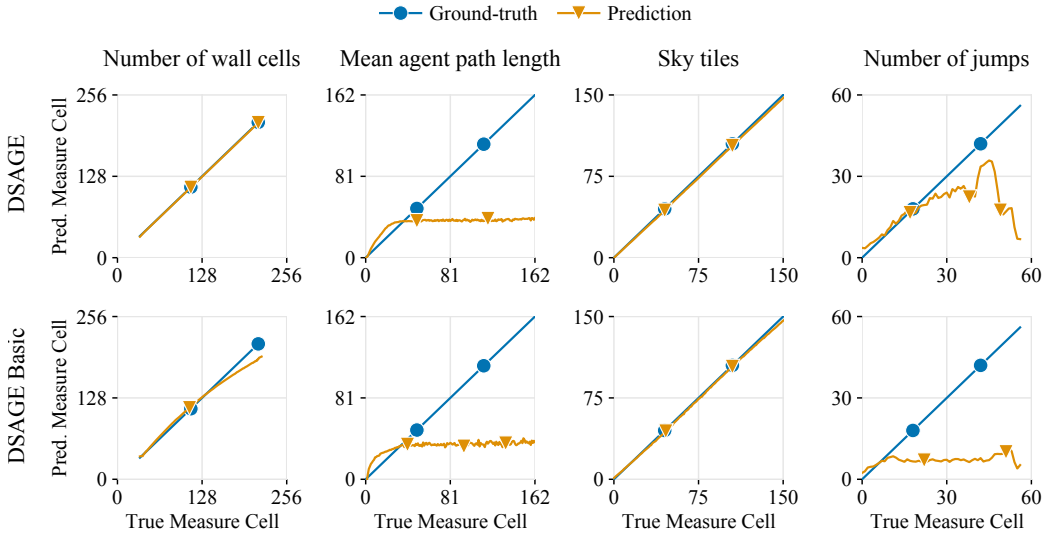 Ground-truth Prediction
Number of wall cells Mean agent path length Sky tiles Number of jumps
DSAGE
Pred. Measure Cell
256
128
0
0 128 256
162
81
0
0 81 162
150
75
0
0 75 150
60
30
0
0 30 60
DSAGE Basic
Pred. Measure Cell
256
128
0
0 128 256
True Measure Cell
162
81
0
0 81 162
True Measure Cell
150
75
0
0 75 150
True Measure Cell
60
30
0
0 30 60
True Measure Cell